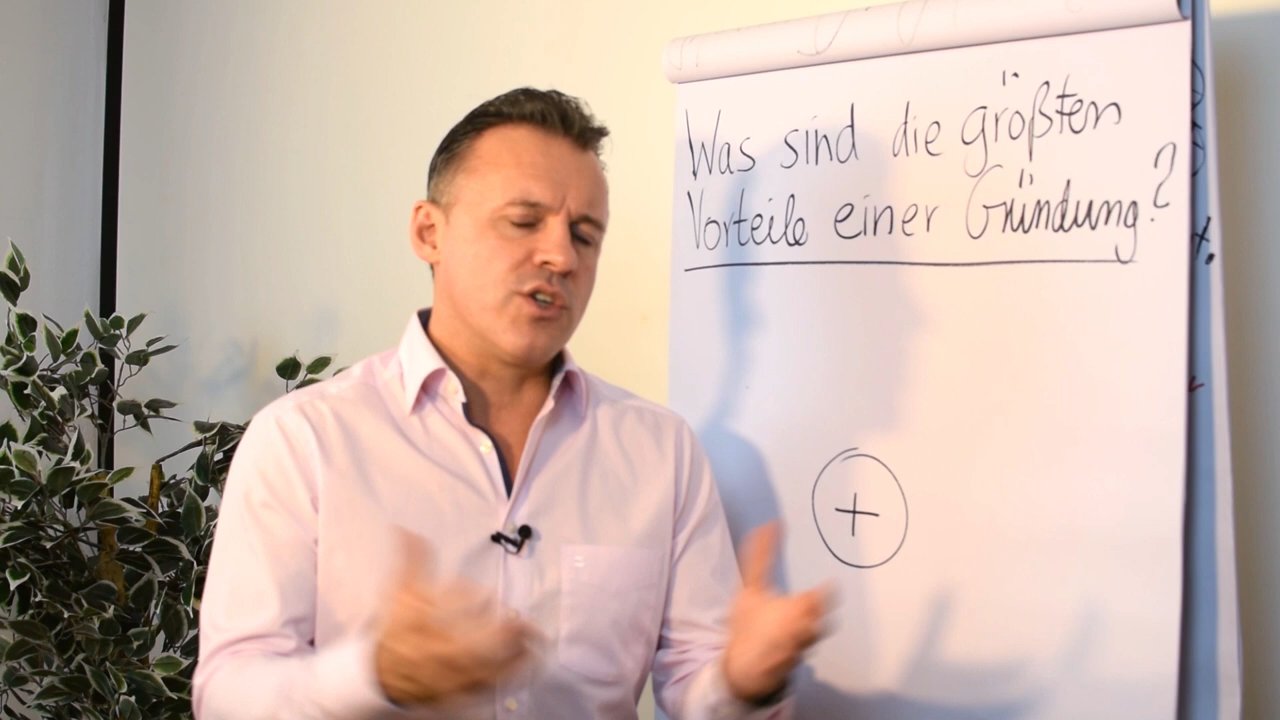 Was sind die größten
Vorteile einer Gründung?
+